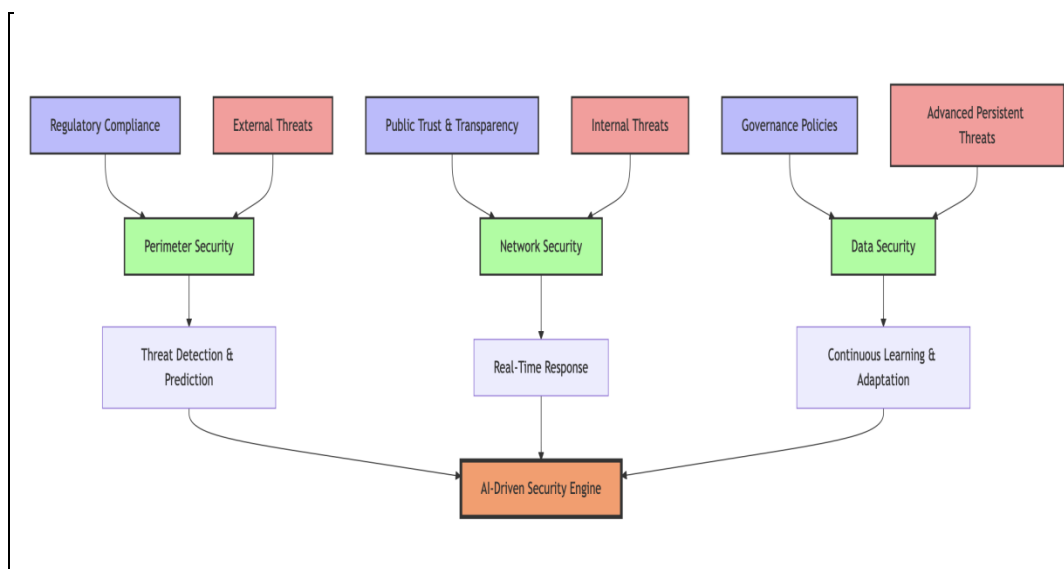 Regulatory Compliance
External Threats
Public Trust & Transparency
Internal Threats
Governance Policies
Advanced Persistent
Threats
Perimeter Security
Network Security
Data Security
Threat Detection &
Prediction
Real-Time Response
Continuous Learning &
Adaptation
AI-Driven Security Engine